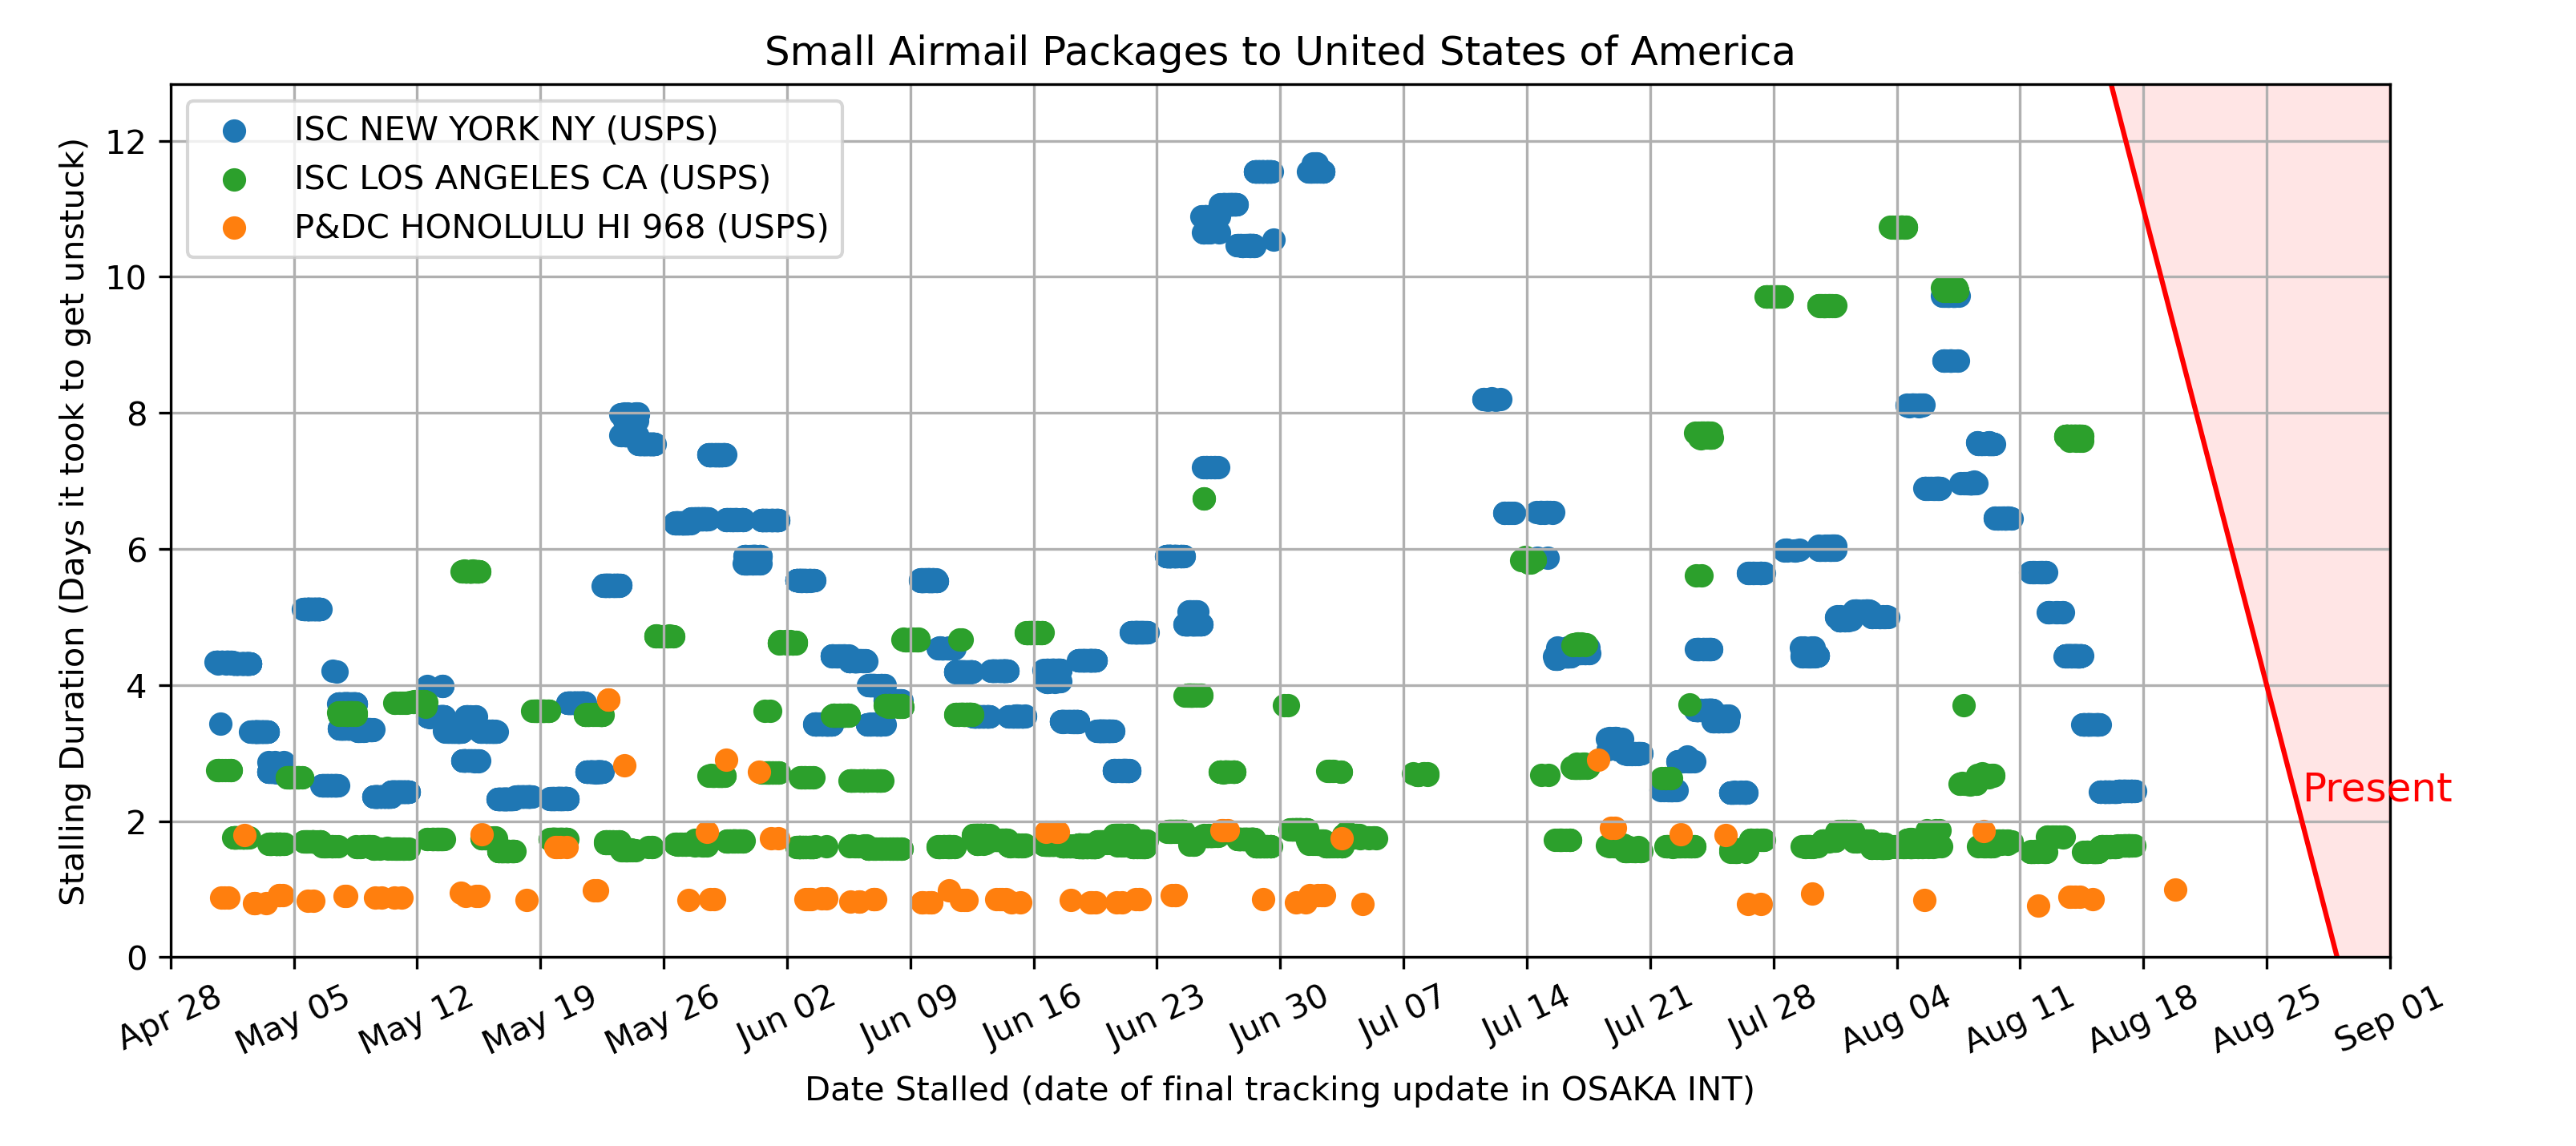 Small Airmail Packages to United States of America
ISC NEW YORK NY (USPS)
ISC LOS ANGELES CA (USPS)
P&DC HONOLULU HI 968 (USPS)
Stalling Duration (Days it took to get unstuck)
12
10
8
6
4
2
0
Present
Apr 28 May 05 May 12 May 19 May 26 Jun 02 Jun 09 Jun 16 Jun 23 Jun 30 Jul 07 Jul 14 Jul 21 Jul 28 Aug 04 Aug 11 Aug 18 Aug 25 Sep 01
Date Stalled (date of final tracking update in OSAKA INT)